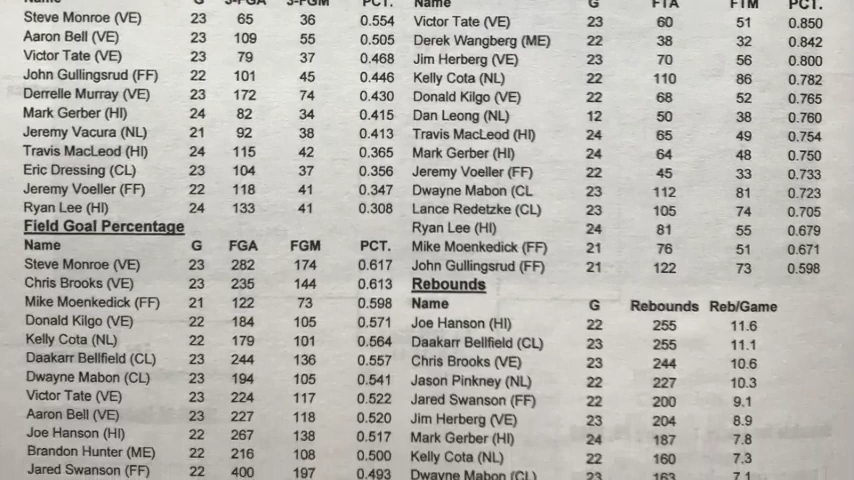 G 3-FGA 3-FGM PCT.
Steve Monroe (VE) 23 65 36 0.554
Aaron Bell (VE) 23 109 55 0.505
Victor Tate (VE) 23 79 37 0.468
John Gullingsrud (FF) 22 101 45 0.446
Derrelle Murray (VE) 23 172 74 0.430
Mark Gerber (HI) 24 82 34 0.415
Jeremy Vacura (NL) 21 92 38 0.413
Travis MacLeod (HI) 24 115 42 0.365
Eric Dressing (CL) 23 104 37 0.356
Jeremy Voeller (FF) 22 118 41 0.347
Ryan Lee (HI) 24 133 41 0.308
Field Goal Percentage
Name G FGA FGM PCT.
Steve Monroe (VE) 23 282 174 0.617
Chris Brooks (VE) 23 235 144 0.613
Mike Moenkedick (FF) 21 122 73 0.598
Donald Kilgo (VE) 22 184 105 0.571
Kelly Cota (NL) 22 179 101 0.564
Daakarr Bellfield (CL) 23 244 136 0.557
Dwayne Mabon (CL) 23 194 105 0.541
Victor Tate (VE) 23 224 117 0.522
Aaron Bell (VE) 23 227 118 0.520
Joe Hanson (HI) 22 267 138 0.517
Brandon Hunter (ME) 22 216 108 0.500
Jared Swanson (FF) 22 400 197 0.493
Name G FTA FTM PCT.
Victor Tate (VE) 23 60 51 0.850
Derek Wangberg (ME) 22 38 32 0.842
Jim Herberg (VE) 23 70 56 0.800
Kelly Cota (NL) 22 110 86 0.782
Donald Kilgo (VE) 22 68 52 0.765
Dan Leong (NL) 12 50 38 0.760
Travis MacLeod (HI) 24 65 49 0.754
Mark Gerber (HI) 24 64 48 0.750
Jeremy Voeller (FF) 22 45 33 0.733
Dwayne Mabon (CL 23 112 81 0.723
Lance Redetzke (CL) 23 105 74 0.705
Ryan Lee (HI) 24 81 55 0.679
Mike Moenkedick (FF) 21 76 51 0.671
John Gullingsrud (FF) 21 122 73 0.598
Rebounds
Name G Rebounds Reb/Game
Joe Hanson (HI) 22 255 11.6
Daakarr Bellfield (CL) 23 255 11.1
Chris Brooks (VE) 23 244 10.6
Jason Pinkney (NL) 22 227 10.3
Jared Swanson (FF) 22 200 9.1
Jim Herberg (VE) 23 204 8.9
Mark Gerber (HI) 24 187 7.8
Kelly Cota (NL) 22 160 7.3
Dwayne Mabon (CL) 23 163 7.1